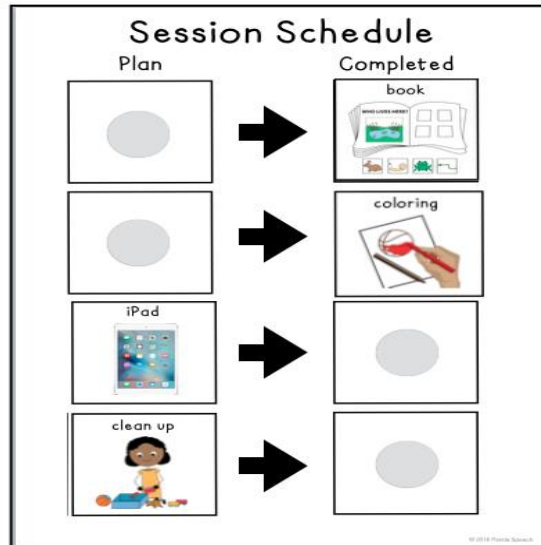 Session Schedule
Plan Completed
book
WHO LIVES HERE?
coloring
iPad
clean up